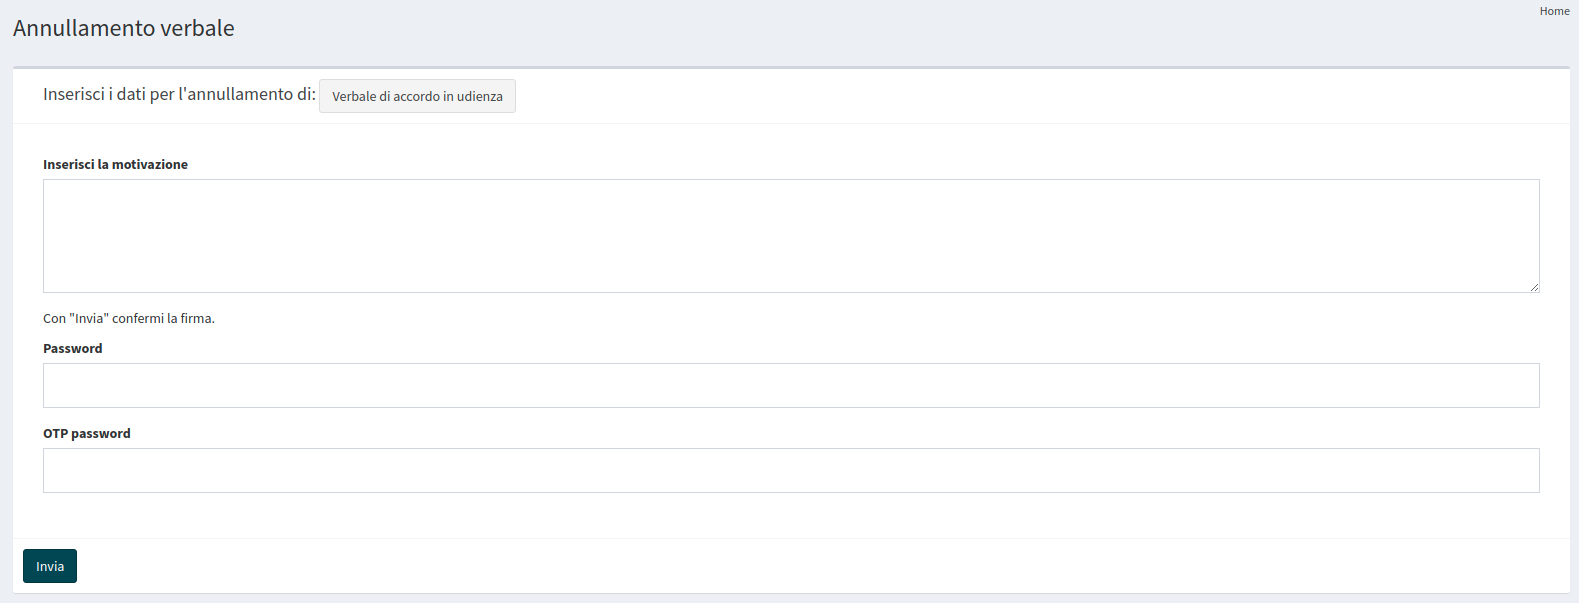 Home
Annullamento verbale
Inserisci i dati per l'annullamento di: Verbale di accordo in udienza
Inserisci la motivazione
Con "Invia" confermi la firma.
Password
OTP password
Invia